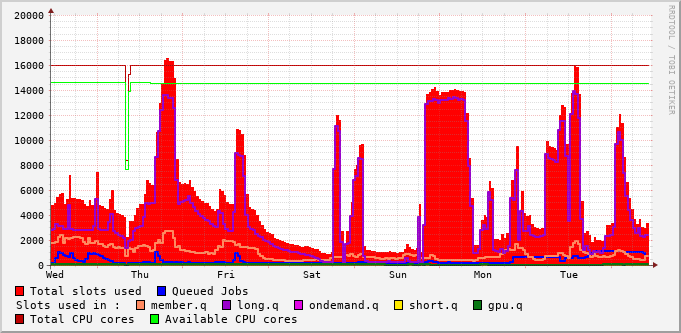 RRDTOOL / TOBI OETIKER
20000
18000
16000
14000
12000
10000
8000
6000
4000
2000
0
Wed Thu Fri Sat Sun Mon Tue
Total slots used Queued Jobs
Slots used in : member.q long.q ondemand.q short.q gpu.q
Total CPU cores Available CPU cores